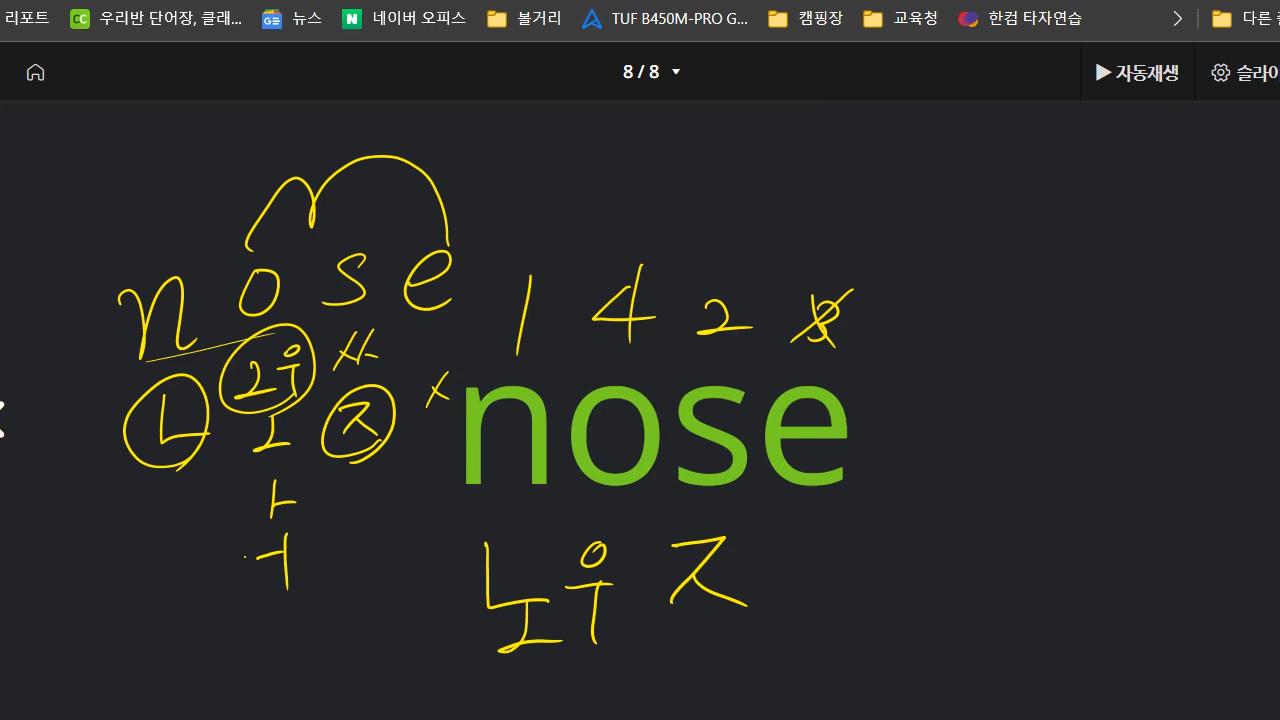 리포트 우리반 단어장, 클래... 뉴스 네이버 오피스 볼거리 TUF B450M-PRO G... 캠핑장 교육청 한컴 타자연습 다른
8 / 8 자동재생 슬라이
nose
1 4 2
ㄴ ㅈ
ㅗ
ㅏ
ㅓ
nose
노우 ㅈ